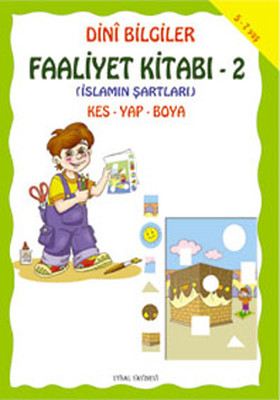 DİNÎ BİLGİLER
5 - 7 yaş
FAALİYET KİTABI - 2
(İSLAMIN ŞARTLARI)
KES - YAP - BOYA